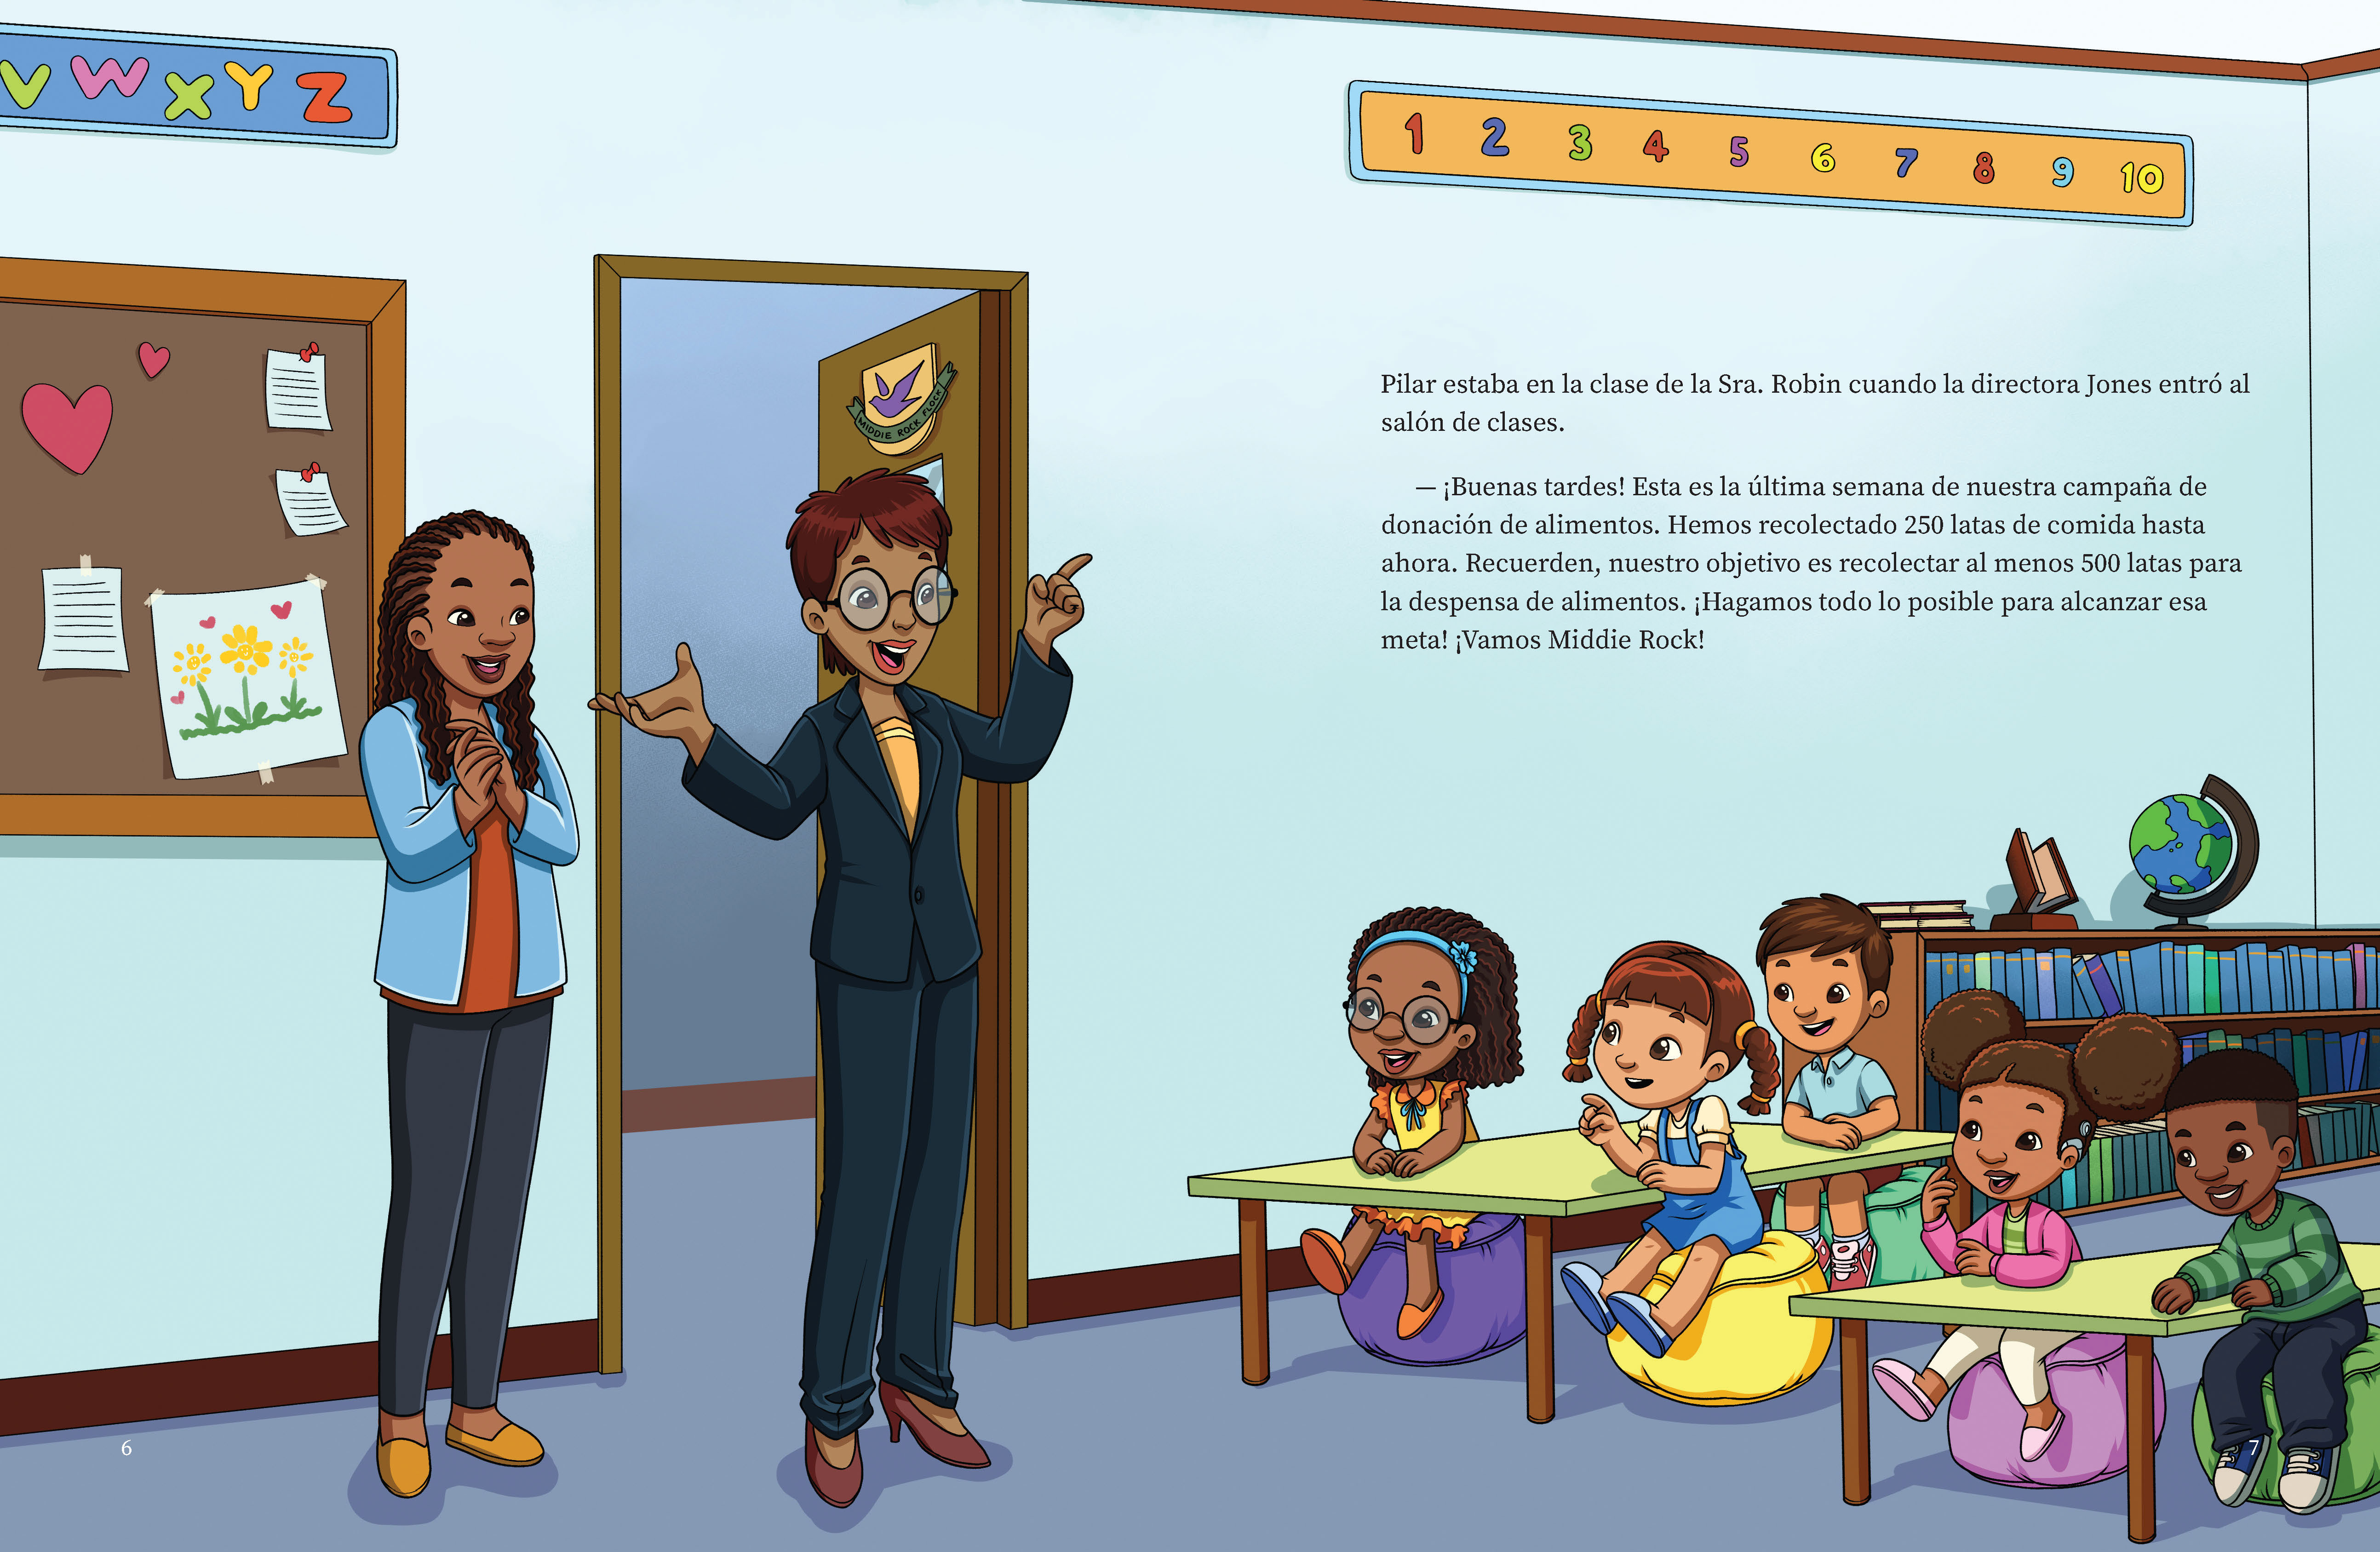 V W X Y Z
1 2 3 4 5 6 7 8 9 10
MIDDIE ROCK FLOCK
Pilar estaba en la clase de la Sra. Robin cuando la directora Jones entró al
salón de clases.
— ¡Buenas tardes! Esta es la última semana de nuestra campaña de
donación de alimentos. Hemos recolectado 250 latas de comida hasta
ahora. Recuerden, nuestro objetivo es recolectar al menos 500 latas para
la despensa de alimentos. ¡Hagamos todo lo posible para alcanzar esa
meta! ¡Vamos Middie Rock!
6
7